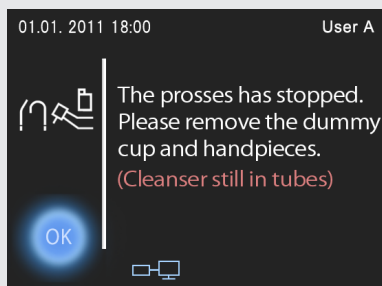 01.01. 2011 18:00 User A
The prosses has stopped.
Please remove the dummy
cup and handpieces.
(Cleanser still in tubes)
OK